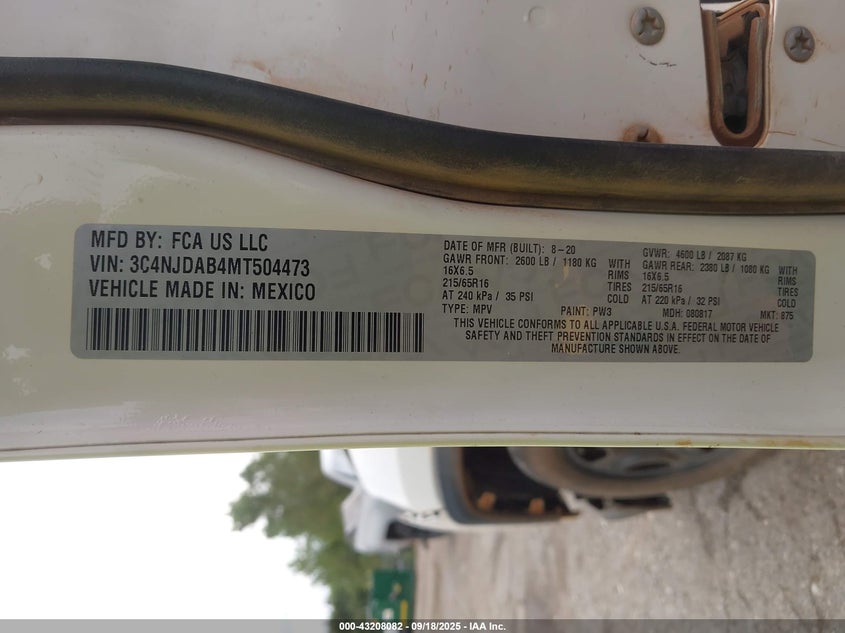 MFD BY: FCA US LLC
VIN: 3C4NJDAB4MT504473
VEHICLE MADE IN: MEXICO
DATE OF MFR (BUILT): 8-20 GVWR: 4600 LB / 2087 KG
GAWR FRONT: 2600 LB / 1180 KG WITH GAWR REAR: 2380 LB / 1080 KG WITH
16X6.5 RIMS 16X6.5 RIMS
215/65R16 TIRES 215/65R16 TIRES
AT 240 kPa / 35 PSI COLD AT 220 kPa / 32 PSI COLD
TYPE: MPV PAINT: PW3 MDH: 080817 MKT: 875
THIS VEHICLE CONFORMS TO ALL APPLICABLE U.S.A. FEDERAL MOTOR VEHICLE
SAFETY AND THEFT PREVENTION STANDARDS IN EFFECT ON THE DATE OF
MANUFACTURE SHOWN ABOVE.
000-43208082 - 09/18/2025 - IAA Inc.